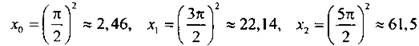 x₀ = (π/2)² ≈ 2,46, x₁ = (3π/2)² ≈ 22,14, x₂ = (5π/2)² ≈ 61,5